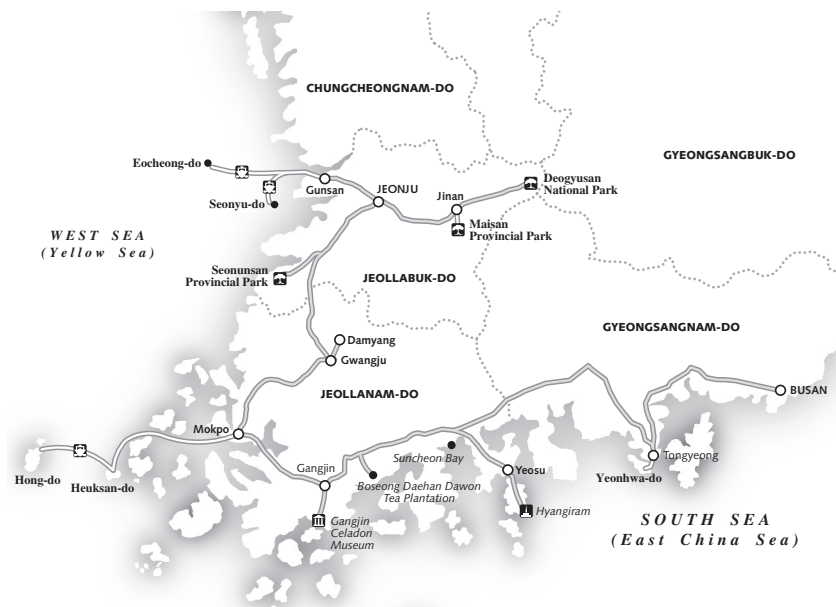 CHUNGCHEONGNAM-DO
GYEONGSANGBUK-DO
Eocheong-do
Gunsan
JEONJU
Jinan
Deogyusan
National Park
Seonyu-do
Maisan
Provincial Park
WEST SEA
(Yellow Sea)
Seonunsan
Provincial Park
JEOLLABUK-DO
GYEONGSANGNAM-DO
Damyang
Gwangju
JEOLLANAM-DO
BUSAN
Mokpo
Hong-do
Heuksan-do
Gangjin
Suncheon Bay
Boseong Daehan Dawon
Tea Plantation
Yeosu
Tongyeong
Yeonhwa-do
Gangjin
Celadon
Museum
Hyangiram
SOUTH SEA
(East China Sea)